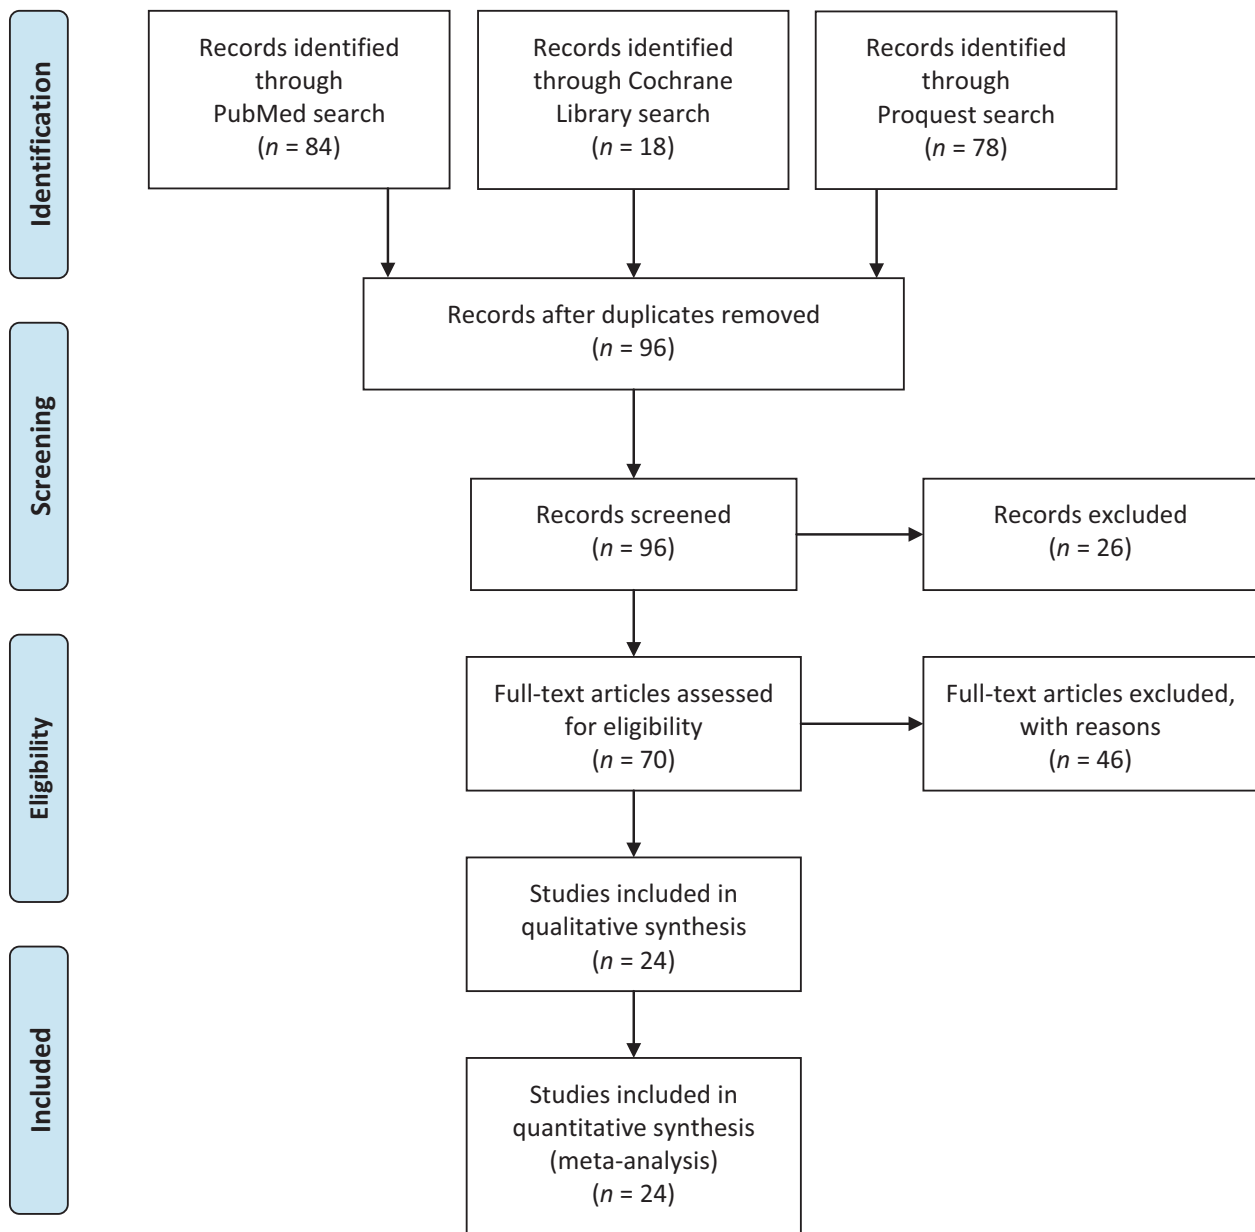 Identification
Records identified
through
PubMed search
(n = 84)
Records identified
through Cochrane
Library search
(n = 18)
Records identified
through
Proquest search
(n = 78)
Records after duplicates removed
(n = 96)
Screening
Records screened
(n = 96)
Records excluded
(n = 26)
Eligibility
Full-text articles assessed
for eligibility
(n = 70)
Full-text articles excluded,
with reasons
(n = 46)
Studies included in
qualitative synthesis
(n = 24)
Included
Studies included in
quantitative synthesis
(meta-analysis)
(n = 24)